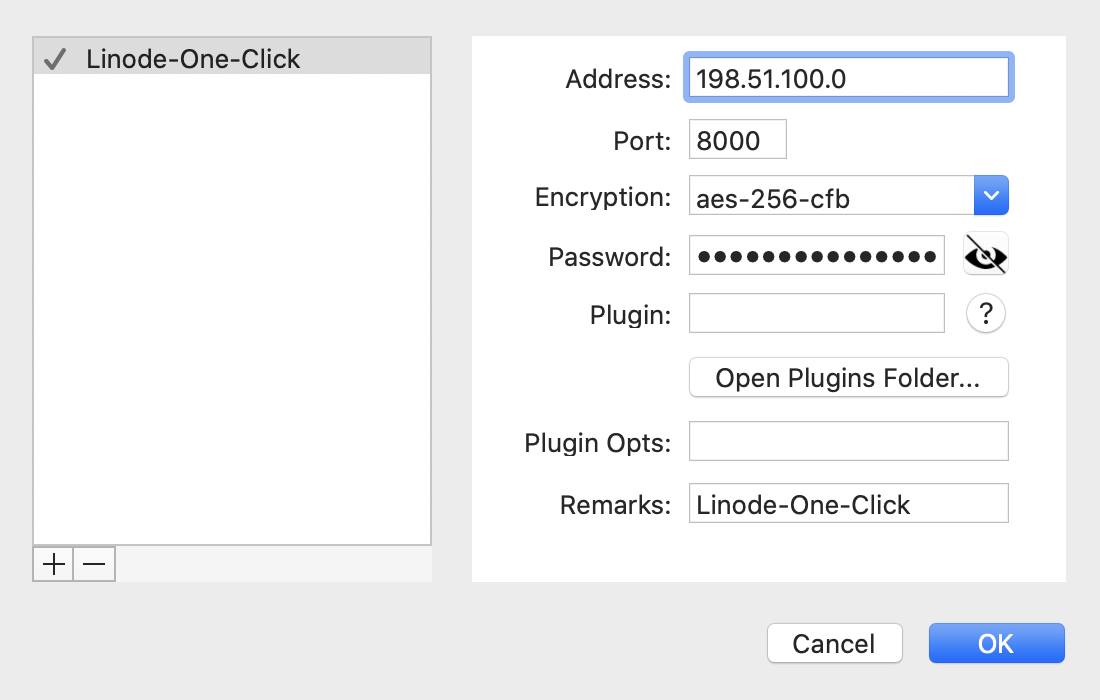 Linode-One-Click
Address: 198.51.100.0
Port: 8000
Encryption: aes-256-cfb
Password: ●●●●●●●●●●●●●●●
Plugin: ?
Open Plugins Folder...
Plugin Opts:
Remarks: Linode-One-Click
Cancel OK